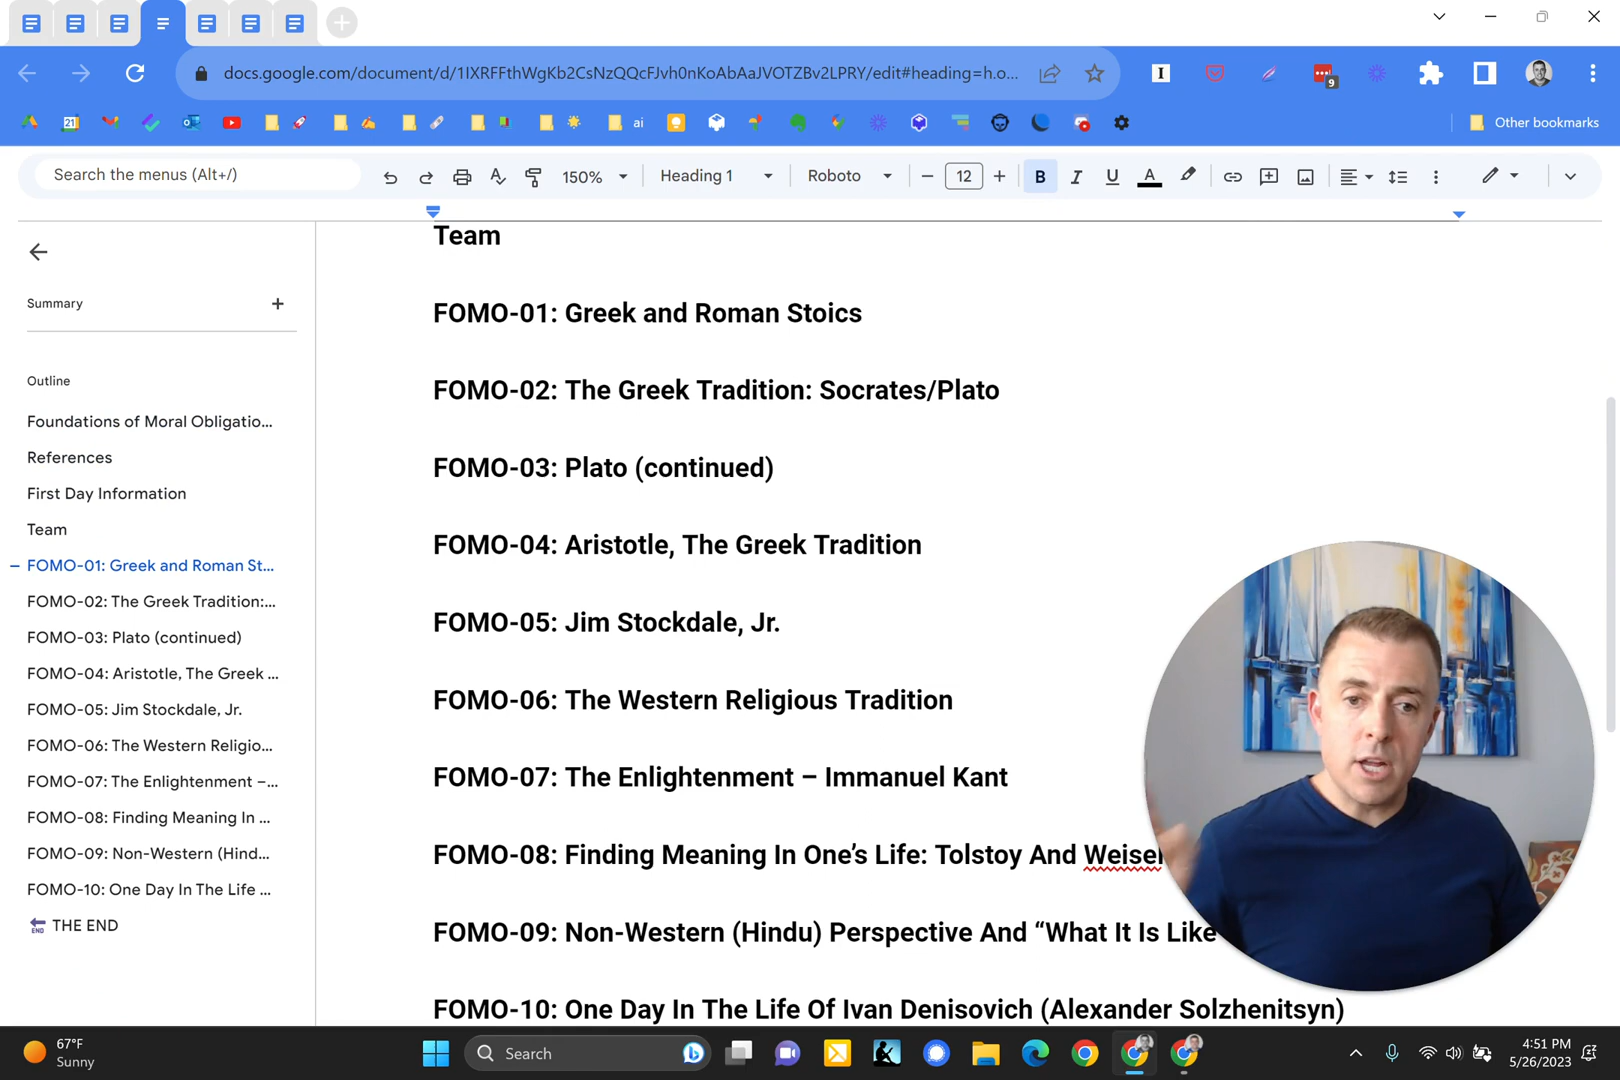 docs.google.com/document/d/1IXRFFthWgKb2CsNzQQcFJvh0nKoAbAaJVOTZBv2LPRY/edit#heading=h.o...
9
21
ai
Other bookmarks
Search the menus (Alt+/)
150%
Heading 1
Roboto
12
B
I
U
A
Summary
Outline
Foundations of Moral Obligatio...
References
First Day Information
Team
FOMO-01: Greek and Roman St...
FOMO-02: The Greek Tradition:...
FOMO-03: Plato (continued)
FOMO-04: Aristotle, The Greek ...
FOMO-05: Jim Stockdale, Jr.
FOMO-06: The Western Religio...
FOMO-07: The Enlightenment –...
FOMO-08: Finding Meaning In ...
FOMO-09: Non-Western (Hind...
FOMO-10: One Day In The Life ...
END THE END
Team
FOMO-01: Greek and Roman Stoics
FOMO-02: The Greek Tradition: Socrates/Plato
FOMO-03: Plato (continued)
FOMO-04: Aristotle, The Greek Tradition
FOMO-05: Jim Stockdale, Jr.
FOMO-06: The Western Religious Tradition
FOMO-07: The Enlightenment – Immanuel Kant
FOMO-08: Finding Meaning In One’s Life: Tolstoy And
FOMO-09: Non-Western (Hindu) Perspective And “What It Is Like
FOMO-10: One Day In The Life Of Ivan Denisovich (Alexander Solzhenitsyn)
67°F
Sunny
Search
4:51 PM
5/26/2023